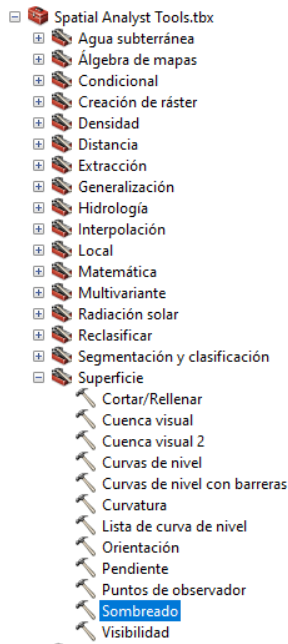 Spatial Analyst Tools.tbx
Agua subterránea
Álgebra de mapas
Condicional
Creación de ráster
Densidad
Distancia
Extracción
Generalización
Hidrología
Interpolación
Local
Matemática
Multivariante
Radiación solar
Reclasificar
Segmentación y clasificación
Superficie
Cortar/Rellenar
Cuenca visual
Cuenca visual 2
Curvas de nivel
Curvas de nivel con barreras
Curvatura
Lista de curva de nivel
Orientación
Pendiente
Puntos de observador
Sombreado
Visibilidad